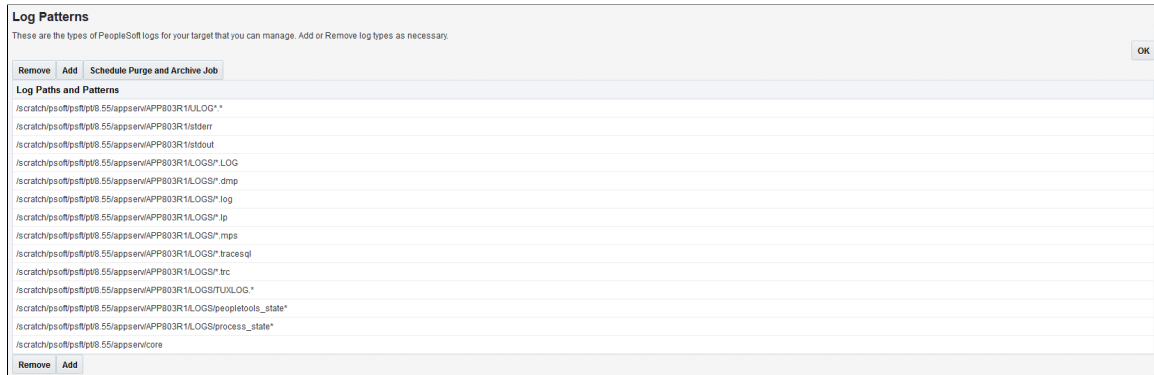 Log Patterns
These are the types of PeopleSoft logs for your target that you can manage. Add or Remove log types as necessary.
OK
Remove Add Schedule Purge and Archive Job
Log Paths and Patterns
/scratch/psoft/psft/pt/8.55/appserv/APP803R1/ULOG*.*
/scratch/psoft/psft/pt/8.55/appserv/APP803R1/stderr
/scratch/psoft/psft/pt/8.55/appserv/APP803R1/stdout
/scratch/psoft/psft/pt/8.55/appserv/APP803R1/LOGS/*.LOG
/scratch/psoft/psft/pt/8.55/appserv/APP803R1/LOGS/*.dmp
/scratch/psoft/psft/pt/8.55/appserv/APP803R1/LOGS/*.log
/scratch/psoft/psft/pt/8.55/appserv/APP803R1/LOGS/*.lp
/scratch/psoft/psft/pt/8.55/appserv/APP803R1/LOGS/*.mps
/scratch/psoft/psft/pt/8.55/appserv/APP803R1/LOGS/*.tracesql
/scratch/psoft/psft/pt/8.55/appserv/APP803R1/LOGS/*.trc
/scratch/psoft/psft/pt/8.55/appserv/APP803R1/LOGS/TUXLOG.*
/scratch/psoft/psft/pt/8.55/appserv/APP803R1/LOGS/peopletools_state*
/scratch/psoft/psft/pt/8.55/appserv/APP803R1/LOGS/process_state*
/scratch/psoft/psft/pt/8.55/appserv/core
Remove Add